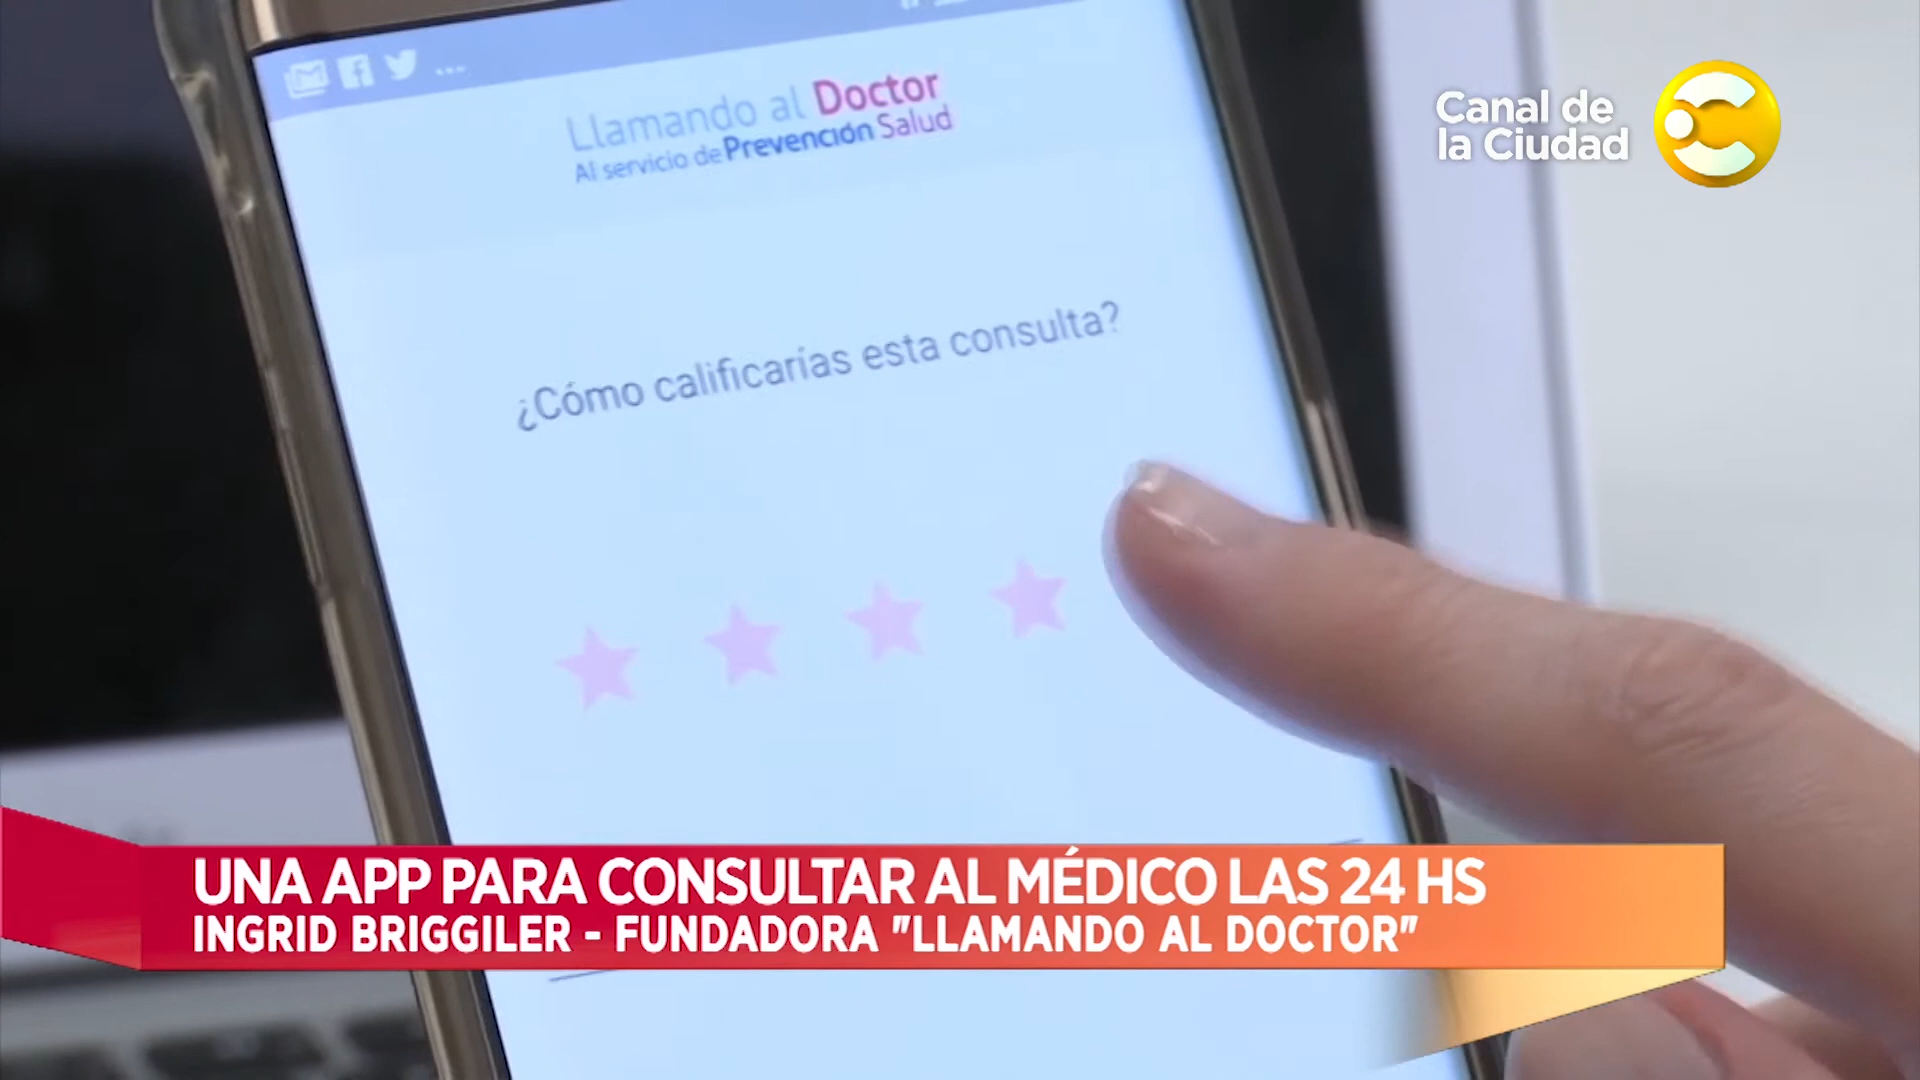 Llamando al Doctor
Al servicio de Prevención Salud
Canal de
la Ciudad
¿Cómo calificarías esta consulta?
UNA APP PARA CONSULTAR AL MÉDICO LAS 24 HS
INGRID BRIGGILER - FUNDADORA "LLAMANDO AL DOCTOR"